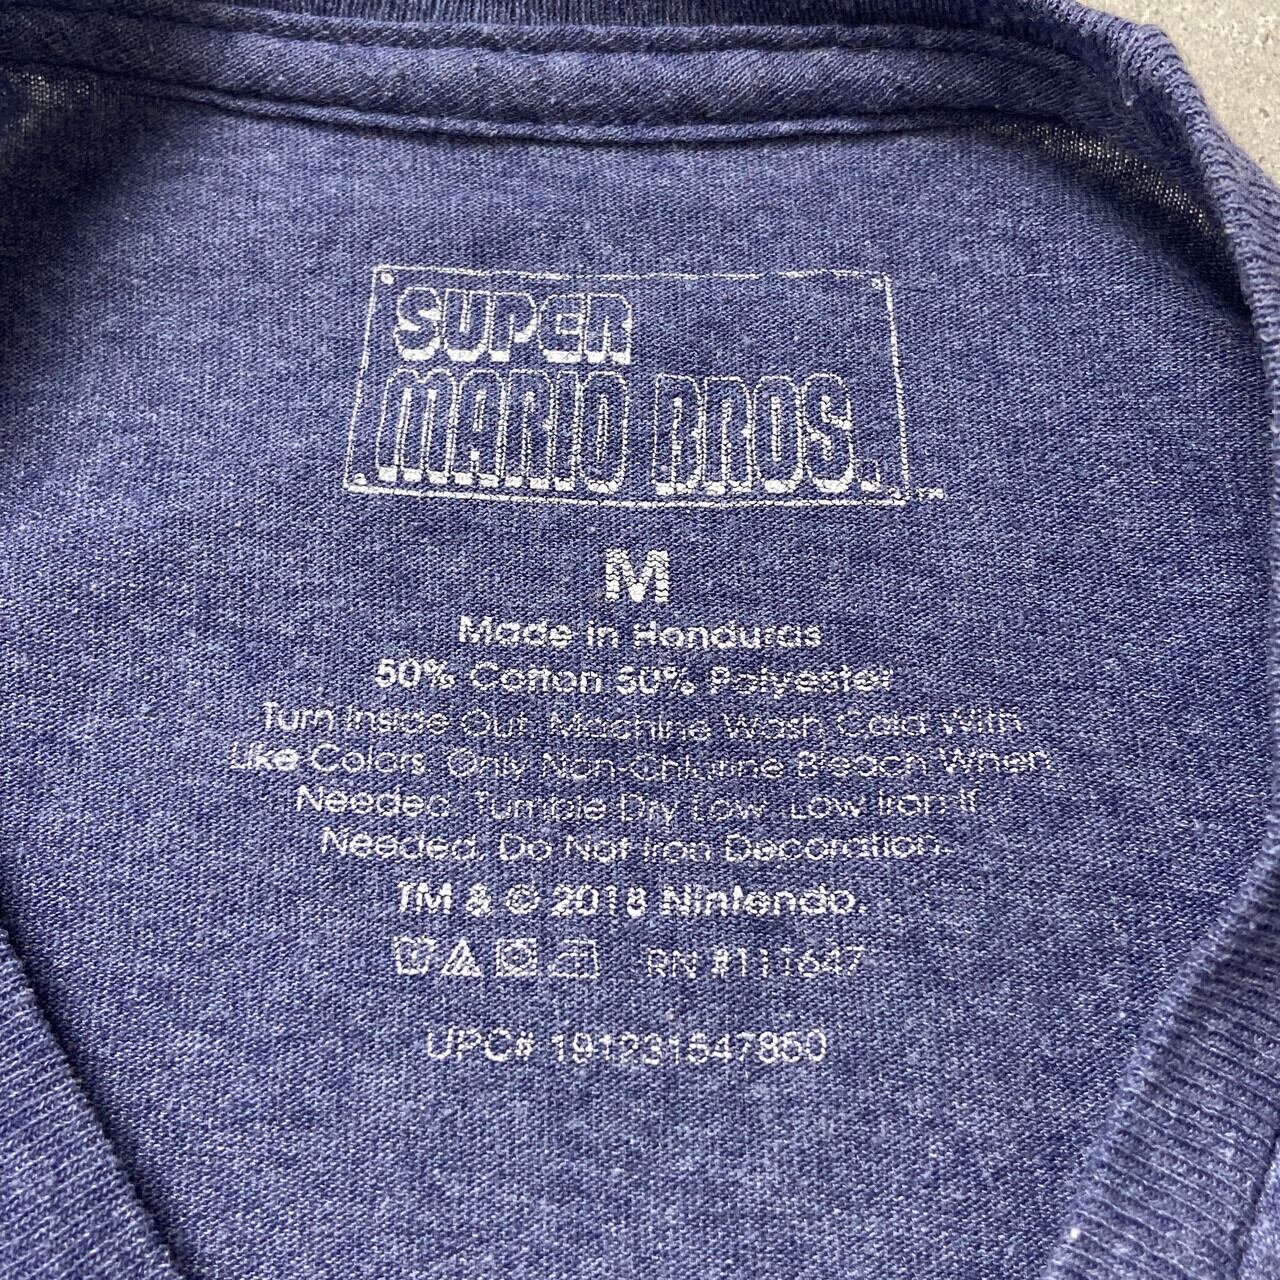 SUPER
MARIO BROS.™
M
Made in Honduras
50% Cotton 50% Polyester
Turn Inside Out. Machine Wash Cold With
Like Colors. Only Non-Chlorine Bleach When
Needed. Tumble Dry Low. Low Iron If
Needed. Do Not Iron Decoration.
TM & © 2018 Nintendo.
RN #111647
UPC# 191231547850